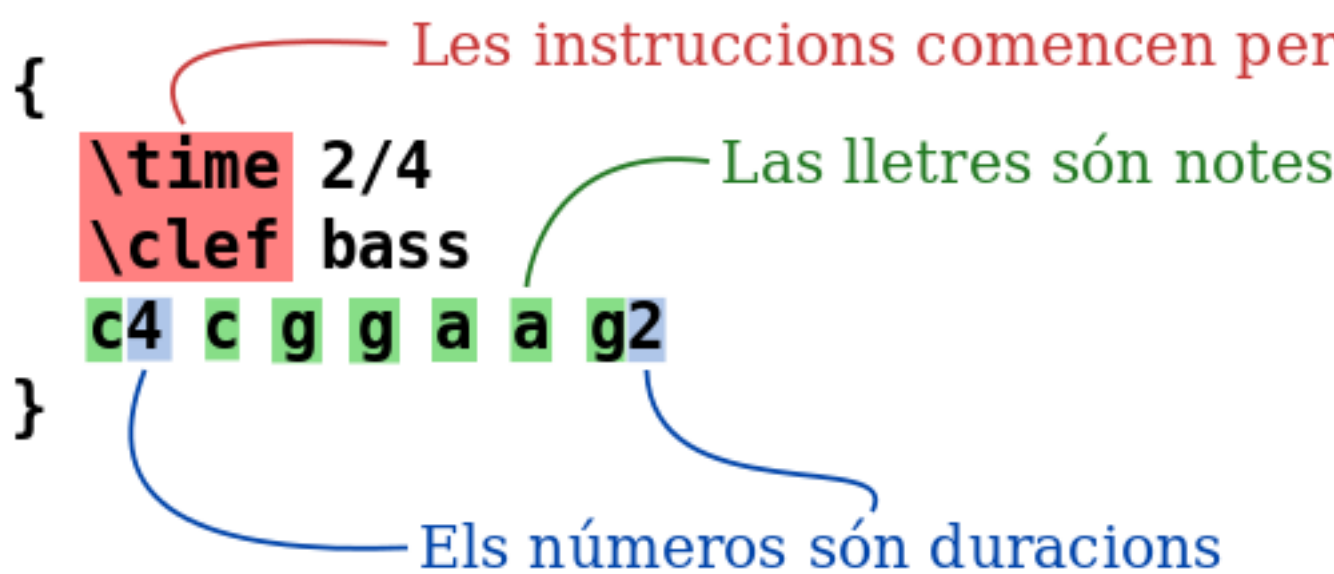 Les instruccions comencen per
{
\time 2/4
Las lletres són notes
\clef bass
c4 c g g a a g2
}
Els números són duracions